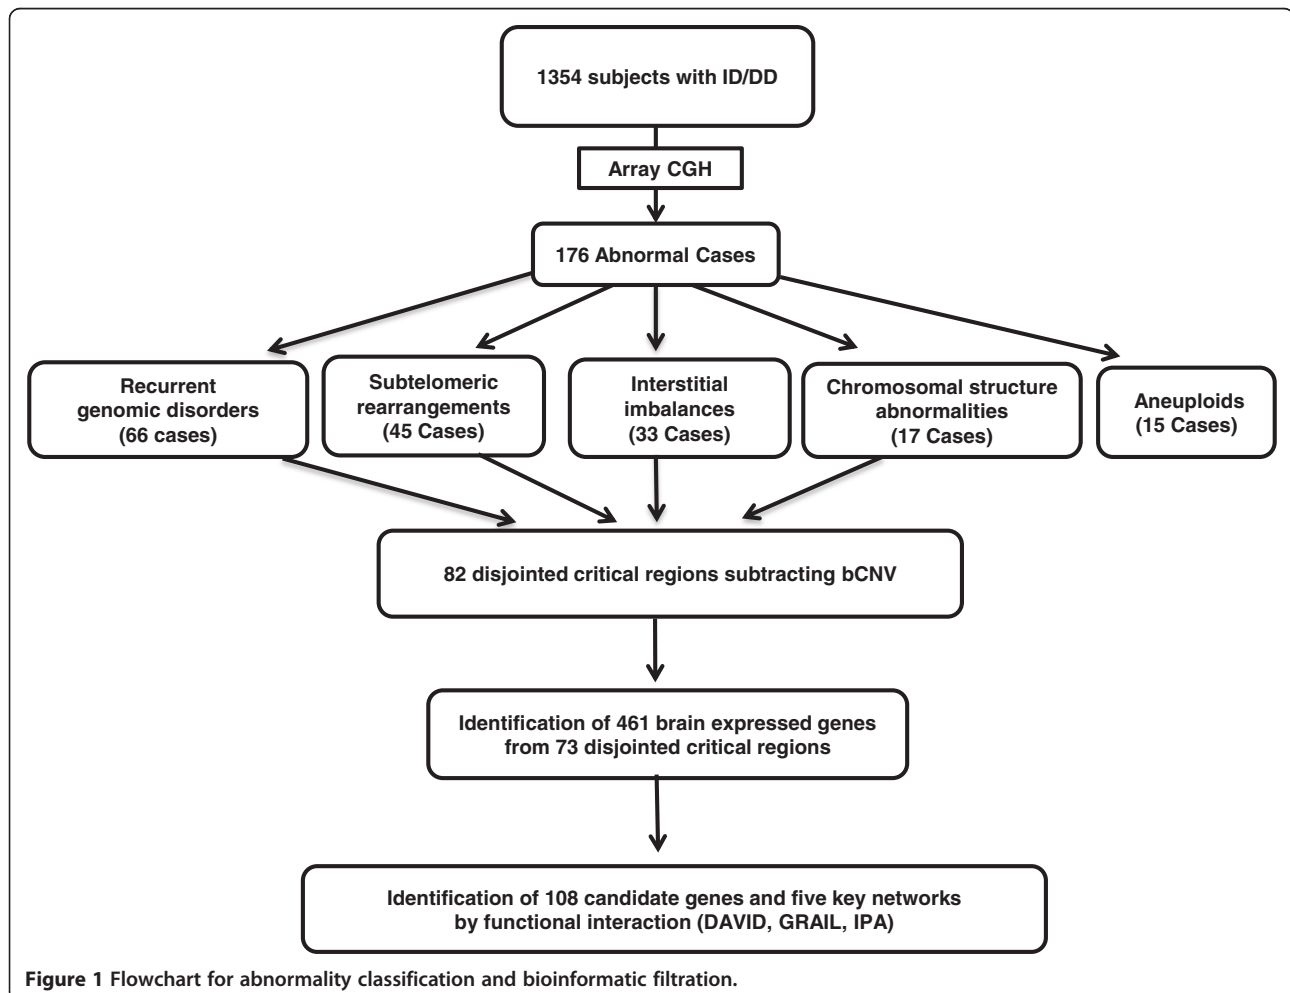 1354 subjects with ID/DD
Array CGH
176 Abnormal Cases
Recurrent
genomic disorders
(66 cases)
Subtelomeric
rearrangements
(45 Cases)
Interstitial
imbalances
(33 Cases)
Chromosomal structure
abnormalities
(17 Cases)
Aneuploids
(15 Cases)
82 disjointed critical regions subtracting bCNV
Identification of 461 brain expressed genes
from 73 disjointed critical regions
Identification of 108 candidate genes and five key networks
by functional interaction (DAVID, GRAIL, IPA)
Figure 1 Flowchart for abnormality classification and bioinformatic filtration.